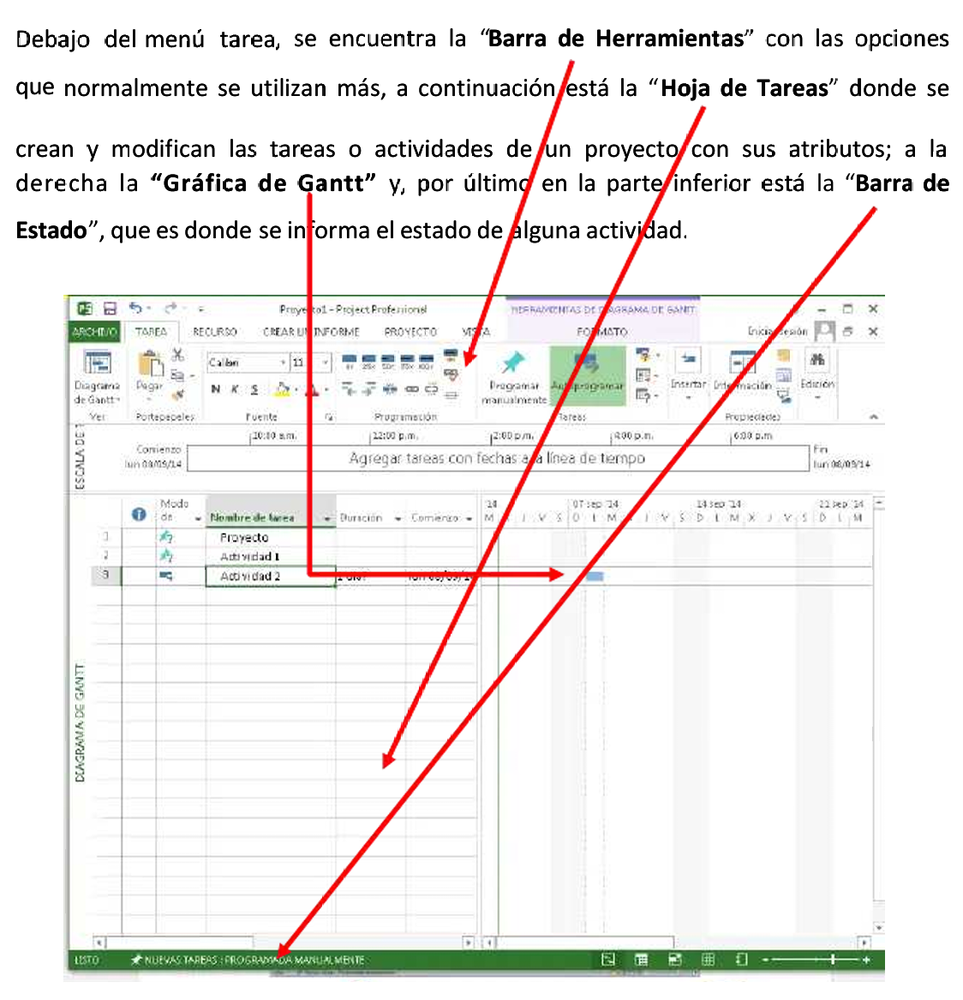 Debajo del menú tarea, se encuentra la “Barra de Herramientas” con las opciones
que normalmente se utilizan más, a continuación está la “Hoja de Tareas” donde se
crean y modifican las tareas o actividades de un proyecto con sus atributos; a la
derecha la “Gráfica de Gantt” y, por último en la parte inferior está la “Barra de
Estado”, que es donde se informa el estado de alguna actividad.
Proyecto1 - Project Professional HERRAMIENTAS DE DIAGRAMA DE GANTT
ARCHIVO TAREA RECURSO CREAR UN INFORME PROYECTO VISTA FORMATO Iniciar sesión
Calibri 11
Diagrama de Gantt
Pegar
N K S
Programar manualmente
Autoprogramar
Insertar Información Edición
Ver Portapapeles Fuente Programación Tareas Propiedades
ESCALA DE T
10:00 a.m. 12:00 p.m. 2:00 p.m. 4:00 p.m. 6:00 p.m.
Comienzo
lun 08/09/14
Agregar tareas con fechas a la línea de tiempo
Fin
lun 08/09/14
Modo de
Nombre de tarea Duración Comienzo
'14 07 sep '14 14 sep '14 21 sep '14
M J V S D L M J V S D L M X J V S D L M
1 Proyecto
2 Actividad 1
3 Actividad 2
DIAGRAMA DE GANTT
LISTO NUEVAS TAREAS : PROGRAMADA MANUALMENTE